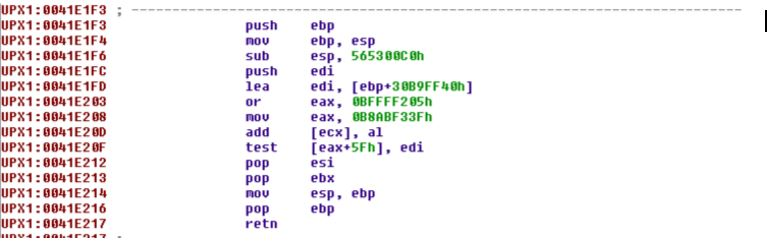 UPX1:0041E1F3 ; ---------------------------------------------------------------------------
UPX1:0041E1F3 push ebp
UPX1:0041E1F4 mov ebp, esp
UPX1:0041E1F6 sub esp, 565300C0h
UPX1:0041E1FC push edi
UPX1:0041E1FD lea edi, [ebp+30B9FF40h]
UPX1:0041E203 or eax, 0BFFFF205h
UPX1:0041E208 mov eax, 0B8ABF33Fh
UPX1:0041E20D add [ecx], al
UPX1:0041E20F test [eax+5Fh], edi
UPX1:0041E212 pop esi
UPX1:0041E213 pop ebx
UPX1:0041E214 mov esp, ebp
UPX1:0041E216 pop ebp
UPX1:0041E217 retn